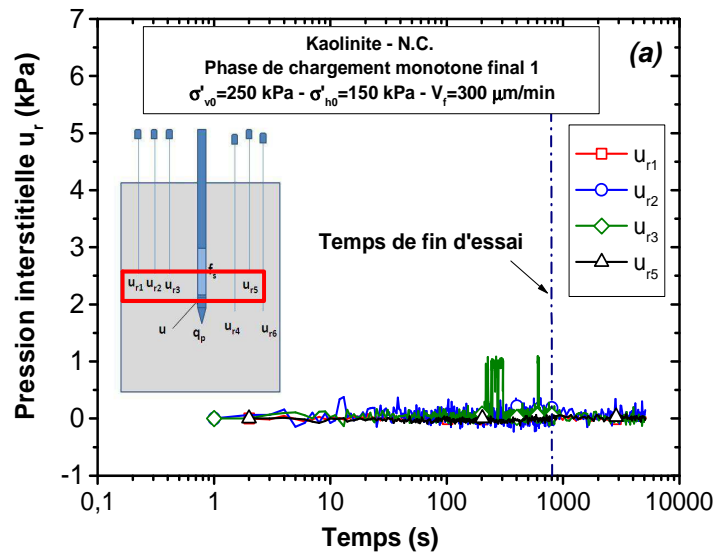 Kaolinite - N.C.
Phase de chargement monotone final 1
σ'v0=250 kPa - σ'h0=150 kPa - Vf=300 µm/min
(a)
Pression interstitielle ur (kPa)
7
6
5
4
3
2
1
0
-1
ur1
ur2
ur3
ur5
Temps de fin d'essai
fs
ur1 ur2 ur3 ur5
u
qp
ur4
ur6
0,1 1 10 100 1000 10000
Temps (s)